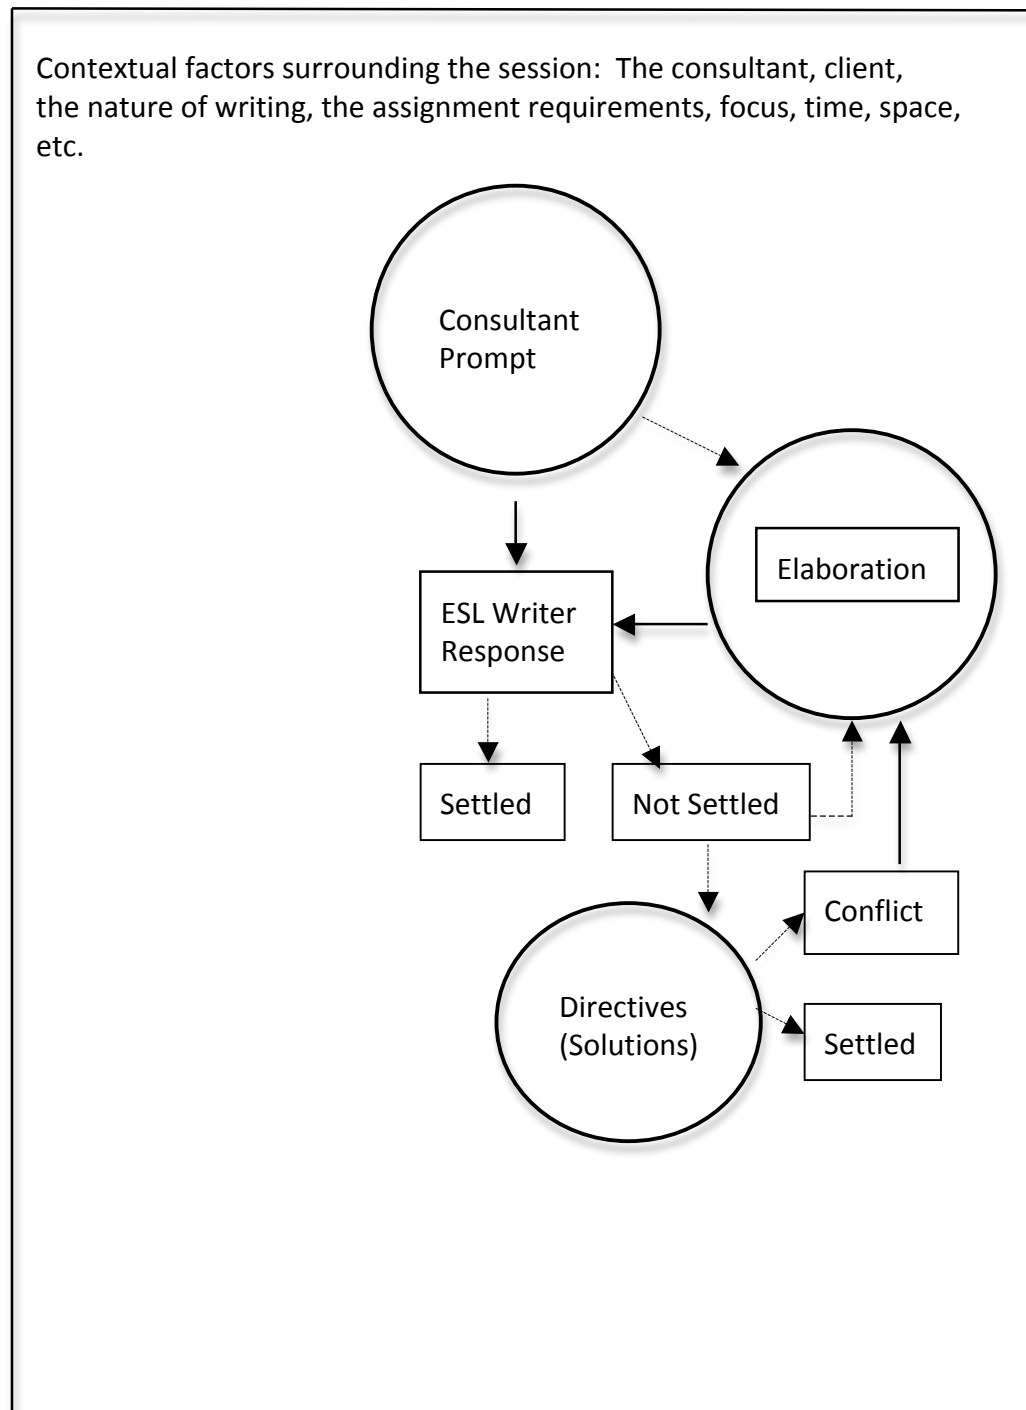 Contextual factors surrounding the session:  The consultant, client,
the nature of writing, the assignment requirements, focus, time, space,
etc.
Consultant
Prompt
Elaboration
ESL Writer
Response
Settled
Not Settled
Conflict
Directives
(Solutions)
Settled